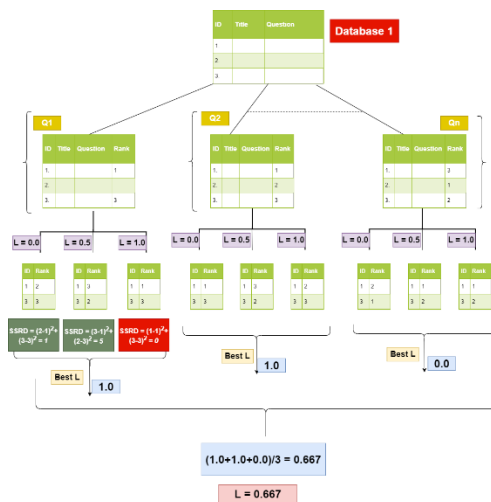 ID Title Question
1.
2
3.
Database 1
Q1
Q2
Qn
ID Title Question Rank
1. 1
2.
3. 3
ID Title Question Rank
1. 1
2. 2
3. 3
ID Title Question Rank
1. 3
2. 1
3. 2
L = 0.0 L = 0.5 L = 1.0
L = 0.0 L = 0.5 L = 1.0
L = 0.0 L = 0.5 L = 1.0
ID Rank ID Rank ID Rank
1 2 1 3 1 1
3 3 3 2 3 3
ID Rank ID Rank ID Rank
1 1 1 3 1 2
3 3 3 2 3 3
ID Rank ID Rank ID Rank
1 2 1 1 1 1
3 1 3 2 3 2
SSRD = (2-1)²+
(3-3)² = 1
SSRD = (3-1)²+
(2-3)² = 5
SSRD = (1-1)²+
(3-3)² = 0
Best L
1.0
Best L
1.0
Best L
0.0
(1.0+1.0+0.0)/3 = 0.667
L = 0.667